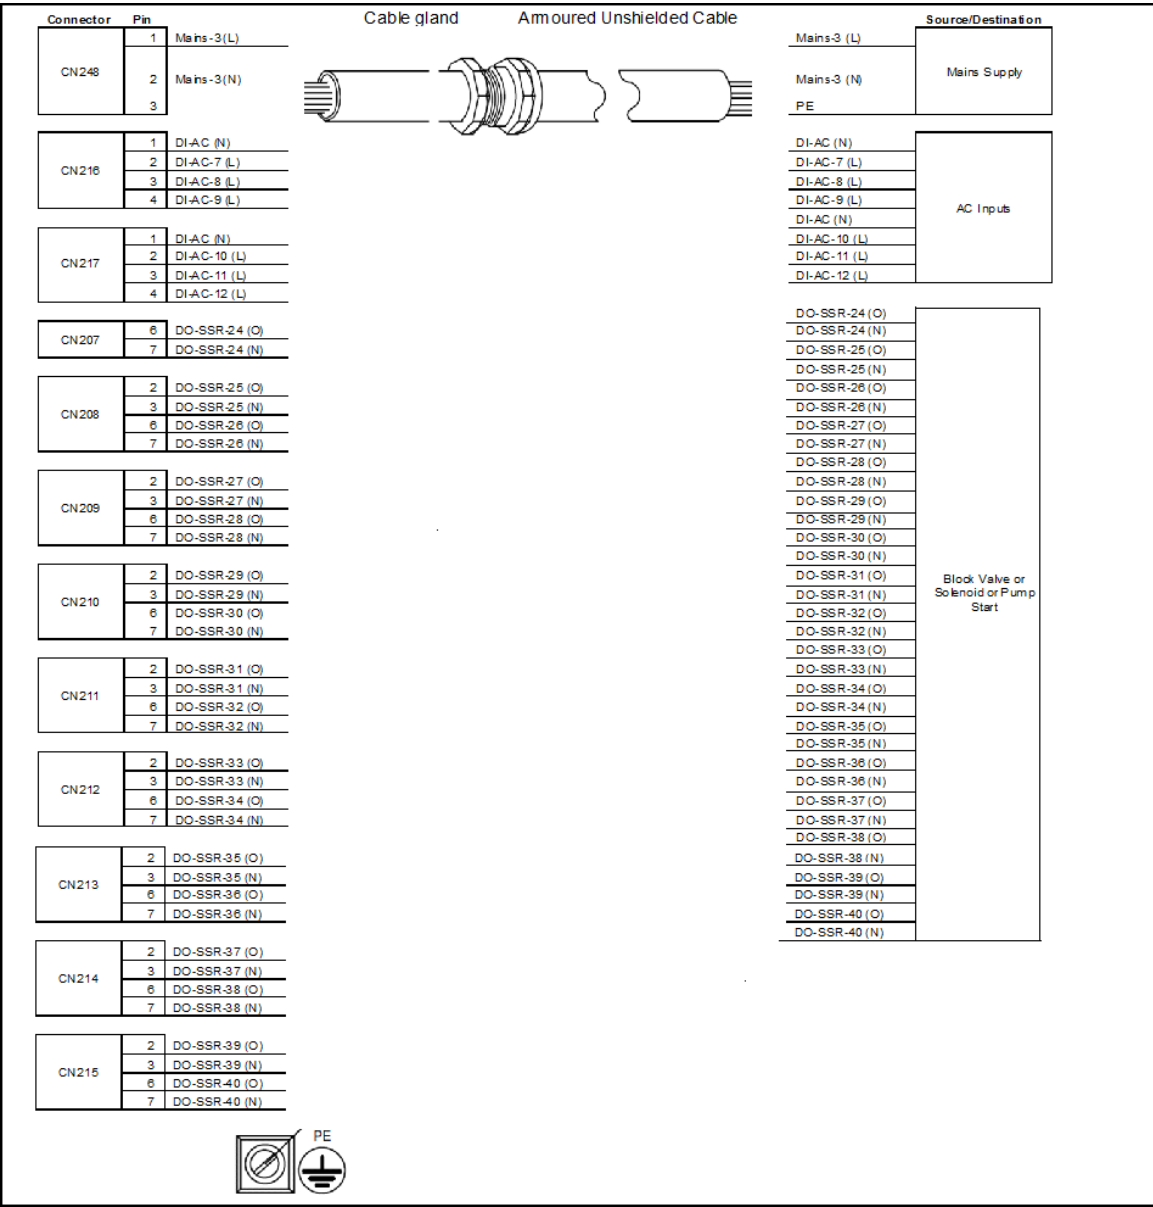 Connector Pin Cable gland Armoured Unshielded Cable Source/Destination
CN248
1 Mains-3(L)
2 Mains-3(N)
3
Mains-3 (L)
Mains-3 (N)
PE
Mains Supply
CN216
1 DI-AC (N)
2 DI-AC-7 (L)
3 DI-AC-8 (L)
4 DI-AC-9 (L)
CN217
1 DI-AC (N)
2 DI-AC-10 (L)
3 DI-AC-11 (L)
4 DI-AC-12 (L)
DI-AC (N)
DI-AC-7 (L)
DI-AC-8 (L)
DI-AC-9 (L)
DI-AC (N)
DI-AC-10 (L)
DI-AC-11 (L)
DI-AC-12 (L)
AC Inputs
CN207
6 DO-SSR-24 (O)
7 DO-SSR-24 (N)
CN208
2 DO-SSR-25 (O)
3 DO-SSR-25 (N)
6 DO-SSR-26 (O)
7 DO-SSR-26 (N)
CN209
2 DO-SSR-27 (O)
3 DO-SSR-27 (N)
6 DO-SSR-28 (O)
7 DO-SSR-28 (N)
CN210
2 DO-SSR-29 (O)
3 DO-SSR-29 (N)
6 DO-SSR-30 (O)
7 DO-SSR-30 (N)
CN211
2 DO-SSR-31 (O)
3 DO-SSR-31 (N)
6 DO-SSR-32 (O)
7 DO-SSR-32 (N)
CN212
2 DO-SSR-33 (O)
3 DO-SSR-33 (N)
6 DO-SSR-34 (O)
7 DO-SSR-34 (N)
CN213
2 DO-SSR-35 (O)
3 DO-SSR-35 (N)
6 DO-SSR-36 (O)
7 DO-SSR-36 (N)
CN214
2 DO-SSR-37 (O)
3 DO-SSR-37 (N)
6 DO-SSR-38 (O)
7 DO-SSR-38 (N)
CN215
2 DO-SSR-39 (O)
3 DO-SSR-39 (N)
6 DO-SSR-40 (O)
7 DO-SSR-40 (N)
DO-SSR-24 (O)
DO-SSR-24 (N)
DO-SSR-25 (O)
DO-SSR-25 (N)
DO-SSR-26 (O)
DO-SSR-26 (N)
DO-SSR-27 (O)
DO-SSR-27 (N)
DO-SSR-28 (O)
DO-SSR-28 (N)
DO-SSR-29 (O)
DO-SSR-29 (N)
DO-SSR-30 (O)
DO-SSR-30 (N)
DO-SSR-31 (O)
DO-SSR-31 (N)
DO-SSR-32 (O)
DO-SSR-32 (N)
DO-SSR-33 (O)
DO-SSR-33 (N)
DO-SSR-34 (O)
DO-SSR-34 (N)
DO-SSR-35 (O)
DO-SSR-35 (N)
DO-SSR-36 (O)
DO-SSR-36 (N)
DO-SSR-37 (O)
DO-SSR-37 (N)
DO-SSR-38 (O)
DO-SSR-38 (N)
DO-SSR-39 (O)
DO-SSR-39 (N)
DO-SSR-40 (O)
DO-SSR-40 (N)
Block Valve or
Solenoid or Pump
Start
PE